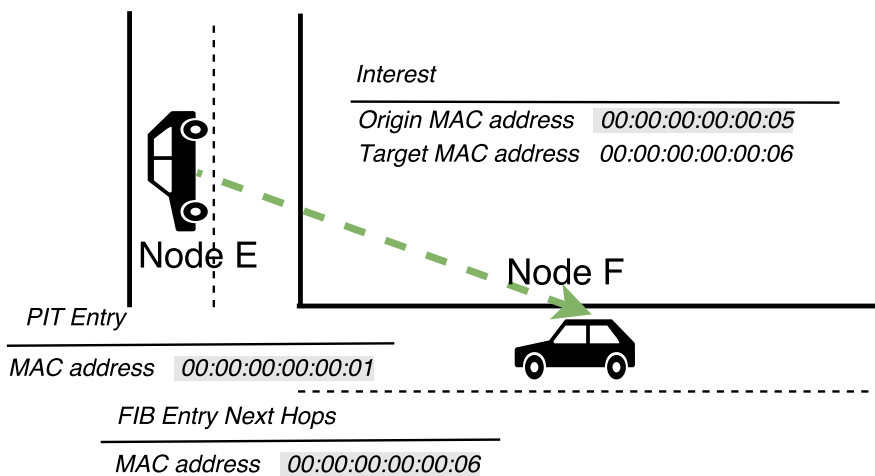 Interest
Origin MAC address 00:00:00:00:00:05
Target MAC address 00:00:00:00:00:06
Node E
Node F
PIT Entry
MAC address 00:00:00:00:00:01
FIB Entry Next Hops
MAC address 00:00:00:00:00:06